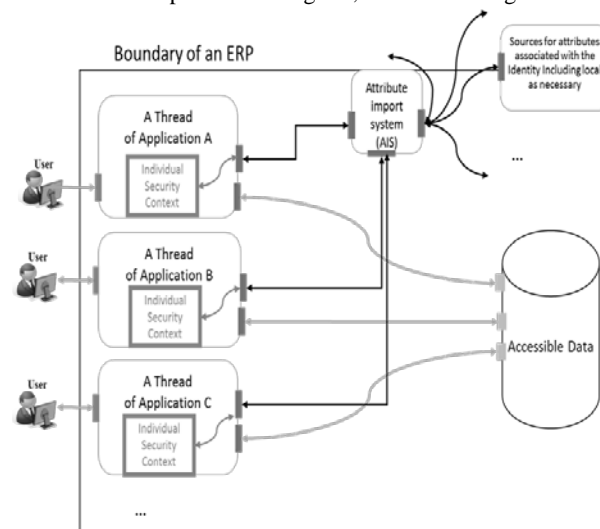 Boundary of an ERP
Sources for attributes
associated with the
Identity Including local
as necessary
...
Attribute
import
system
(AIS)
User
A Thread
of Application A
Individual
Security
Context
User
A Thread
of Application B
Individual
Security
Context
Accessible Data
User
A Thread
of Application C
Individual
Security
Context
...